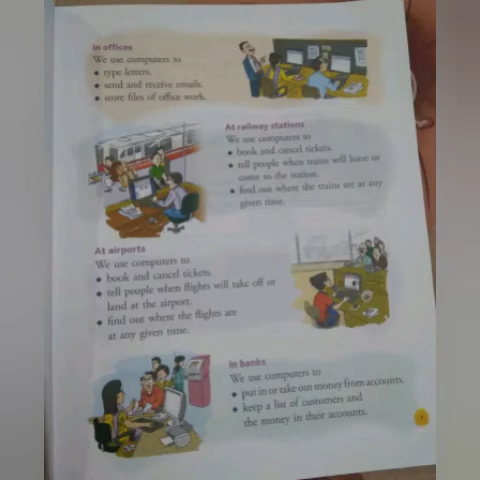 In offices
We use computers to
◆ type letters.
◆ send and receive emails.
◆ store files of office work.
At railway stations
We use computers to
◆ book and cancel tickets.
◆ tell people when trains will leave or
come to the station.
◆ find out where the trains are at any
given time.
At airports
We use computers to
◆ book and cancel tickets.
◆ tell people when flights will take off or
land at the airport.
◆ find out where the flights are
at any given time.
In banks
We use computers to
◆ put in or take out money from accounts.
◆ keep a list of customers and
the money in their accounts.